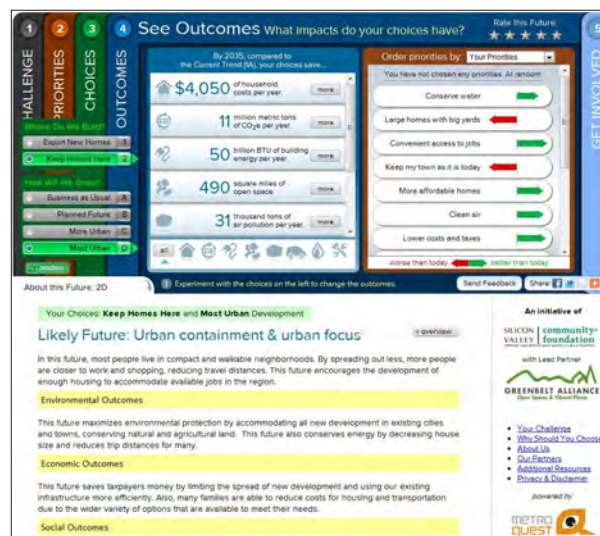 1
CHALLENGE
2
PRIORITIES
3
CHOICES
4
OUTCOMES
See Outcomes What impacts do your choices have?
Rate this Future:
5
GET INVOLVED
Where Do We Build?
Export New Homes 1
Keep Homes Here 2
How Will We Grow?
Business as Usual A
Planned Future B
More Urban C
Most Urban D
By 2035, compared to
the Current Trend (1A), your choices save...
$4,050 of household
costs per year. more
11 million metric tons
of CO2e per year. more
50 trillion BTU of building
energy per year. more
490 square miles of
open space. more
31 thousand tons of
air pollution per year. more
all
Order priorities by: Your Priorities
You have not chosen any priorities. At random:
Conserve water
Large homes with big yards
Convenient access to jobs
Keep my town as it is today
More affordable homes
Clean air
Lower costs and taxes
worse than today better than today
About this Future: 2D
Experiment with the choices on the left to change the outcomes.
Send Feedback
Share
Your Choices: Keep Homes Here and Most Urban Development
Likely Future: Urban containment & urban focus
overview
In this future, most people live in compact and walkable neighborhoods. By spreading out less, more people
are closer to work and shopping, reducing travel distances. This future encourages the development of
enough housing to accommodate available jobs in the region.
Environmental Outcomes
This future maximizes environmental protection by accommodating all new development in existing cities
and towns, conserving natural and agricultural land. This future also conserves energy by decreasing house
size and reduces trip distances for many.
Economic Outcomes
This future saves taxpayers money by limiting the spread of new development and using our existing
infrastructure more efficiently. Also, many families are able to reduce costs for housing and transportation
due to the wider variety of options that are available to meet their needs.
Social Outcomes
An initiative of
SILICON VALLEY community foundation
with Lead Partner
GREENBELT ALLIANCE
Open Spaces & Vibrant Places
Your Challenge
Why Should You Choose
About Us
Our Partners
Additional Resources
Privacy & Disclaimer
powered by
METRO
QUEST